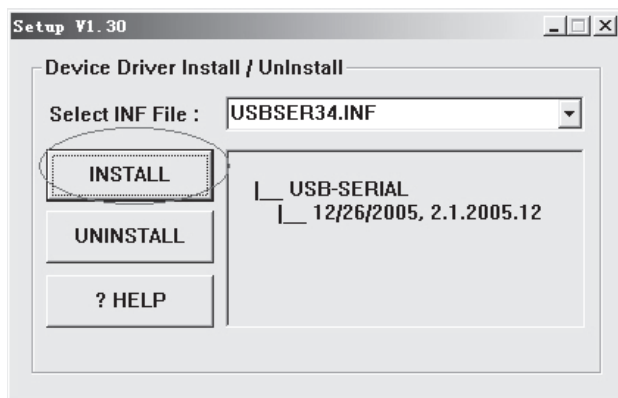 Setup V1.30
Device Driver Install / UnInstall
Select INF File :
USBSER34.INF
INSTALL
|__ USB-SERIAL
|__ 12/26/2005, 2.1.2005.12
UNINSTALL
? HELP